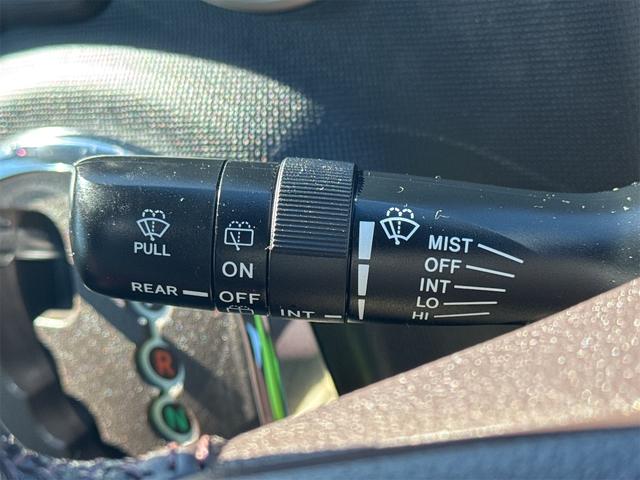 PULL
REAR
ON
OFF
INT
MIST
OFF
INT
LO
HI
R
N